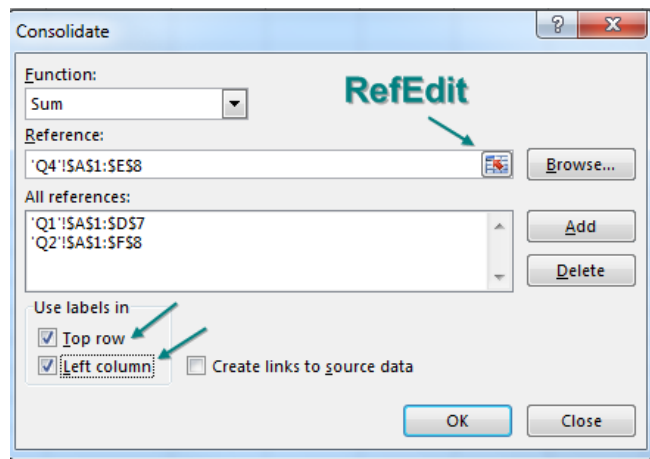 Consolidate
?
Function:
RefEdit
Sum
Reference:
'Q4'!$A$1:$E$8
Browse...
All references:
'Q1'!$A$1:$D$7
'Q2'!$A$1:$F$8
Add
Delete
Use labels in
Top row
Left column
Create links to source data
OK
Close